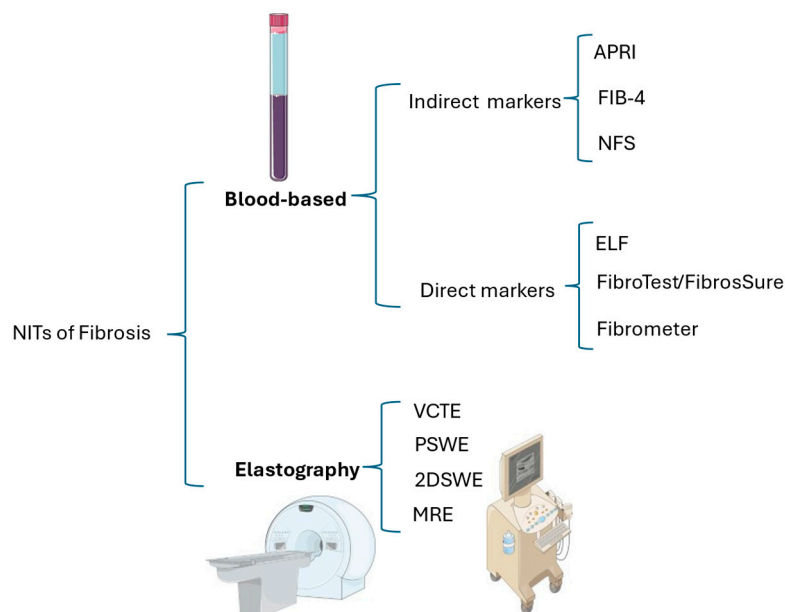 NITs of Fibrosis
Blood-based
Indirect markers
APRI
FIB-4
NFS
Direct markers
ELF
FibroTest/FibrosSure
Fibrometer
Elastography
VCTE
PSWE
2DSWE
MRE